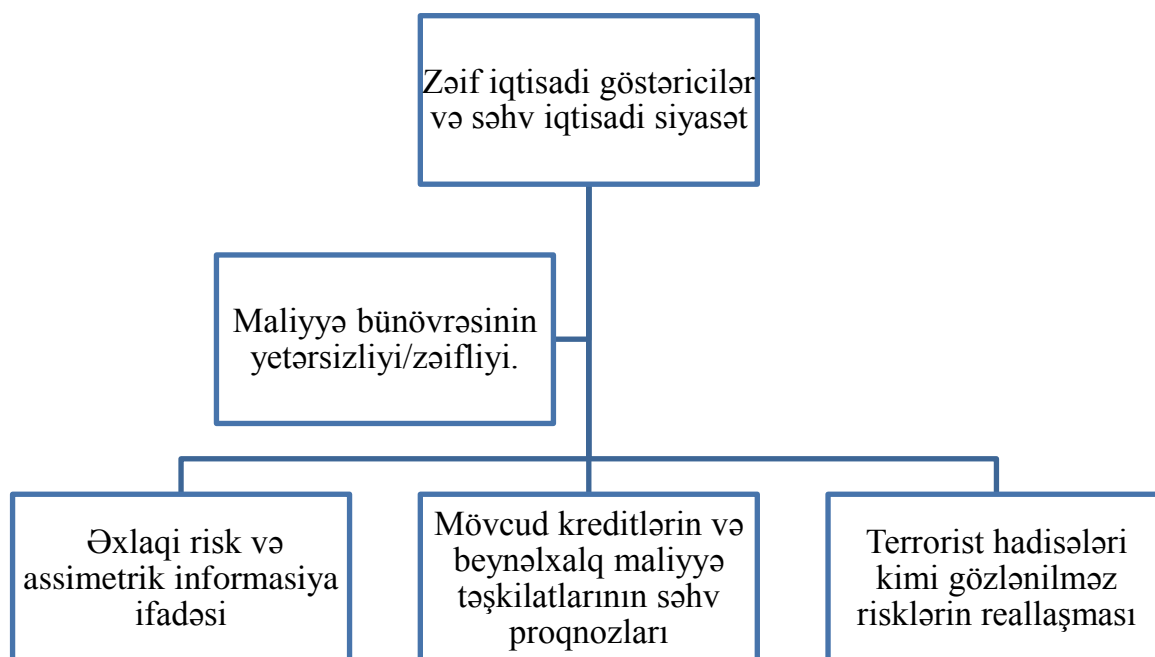 Zəif iqtisadi göstəricilər
və səhv iqtisadi siyasət
Maliyyə bünövrəsinin
yetərsizliyi/zəifliyi.
Əxlaqi risk və
assimetrik informasiya
ifadəsi
Mövcud kreditlərin və
beynəlxalq maliyyə
təşkilatlarının səhv
proqnozları
Terrorist hadisələri
kimi gözlənilməz
risklərin reallaşması